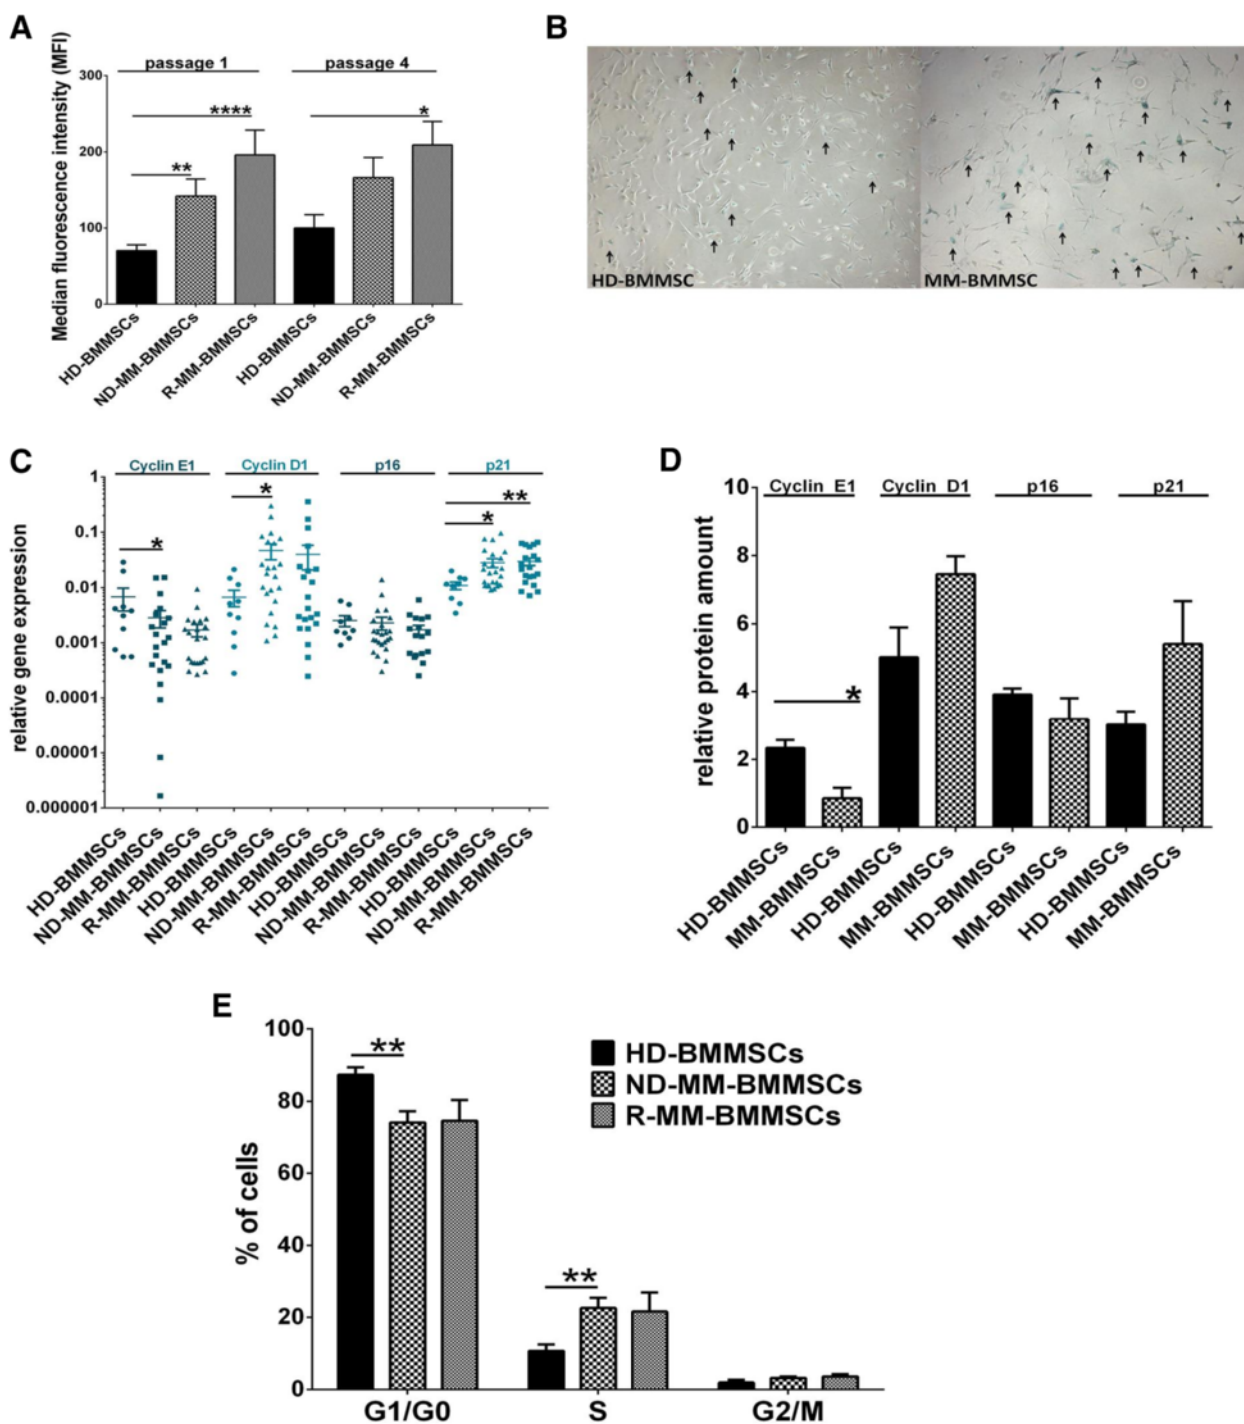 A
Median fluorescence intensity (MFI)
passage 1
passage 4
300
200
100
0
**
****
*
HD-BMMSCs
ND-MM-BMMSCs
R-MM-BMMSCs
HD-BMMSCs
ND-MM-BMMSCs
R-MM-BMMSCs
B
HD-BMMSC
MM-BMMSC
C
relative gene expression
Cyclin E1
Cyclin D1
p16
p21
1
0.1
0.01
0.001
0.0001
0.00001
0.000001
*
*
*
**
HD-BMMSCs
ND-MM-BMMSCs
R-MM-BMMSCs
HD-BMMSCs
ND-MM-BMMSCs
R-MM-BMMSCs
HD-BMMSCs
ND-MM-BMMSCs
R-MM-BMMSCs
HD-BMMSCs
ND-MM-BMMSCs
R-MM-BMMSCs
D
relative protein amount
Cyclin E1
Cyclin D1
p16
p21
10
8
6
4
2
0
*
HD-BMMSCs
MM-BMMSCs
HD-BMMSCs
MM-BMMSCs
HD-BMMSCs
MM-BMMSCs
HD-BMMSCs
MM-BMMSCs
E
% of cells
100
80
60
40
20
0
**
**
HD-BMMSCs
ND-MM-BMMSCs
R-MM-BMMSCs
G1/G0
S
G2/M